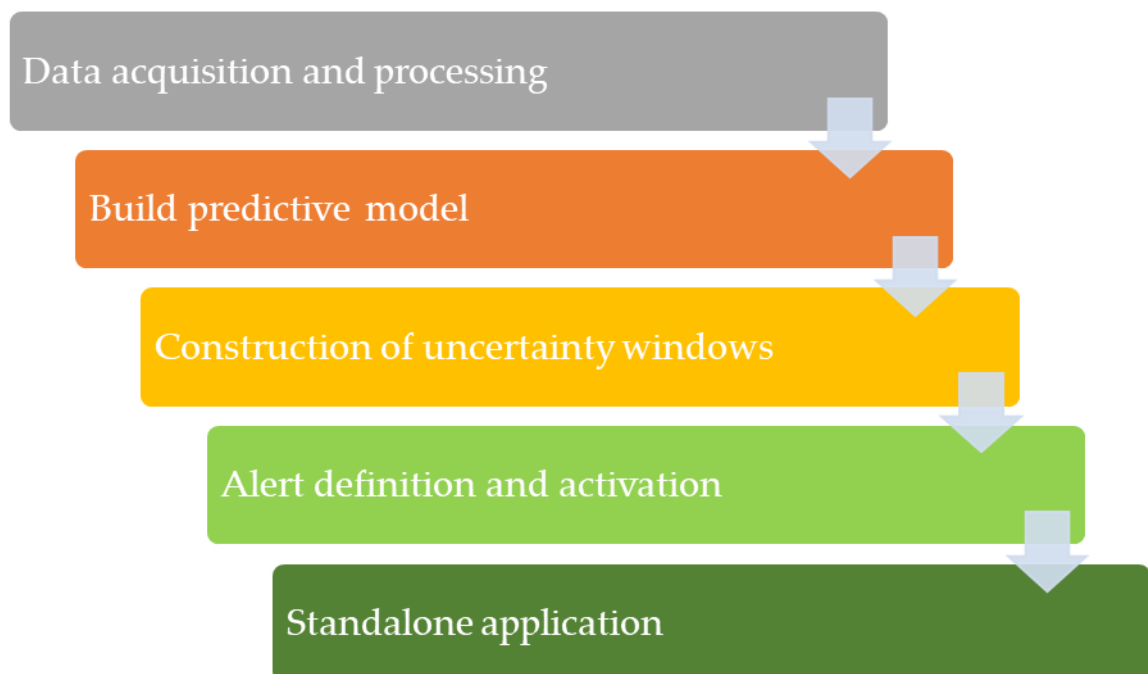 Data acquisition and processing
Build predictive model
Construction of uncertainty windows
Alert definition and activation
Standalone application